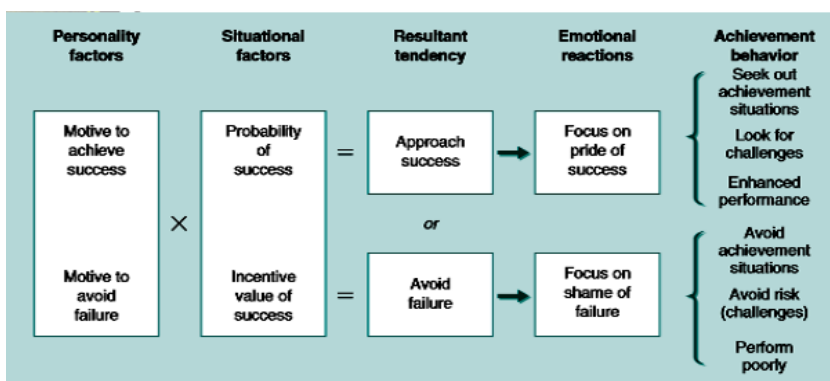 Personality
factors
Situational
factors
Resultant
tendency
Emotional
reactions
Achievement
behavior
Motive to
achieve
success
Motive to
avoid
failure
×
Probability
of
success
Incentive
value of
success
=
=
Approach
success
or
Avoid
failure
Focus on
pride of
success
Focus on
shame of
failure
Seek out
achievement
situations
Look for
challenges
Enhanced
performance
Avoid
achievement
situations
Avoid risk
(challenges)
Perform
poorly